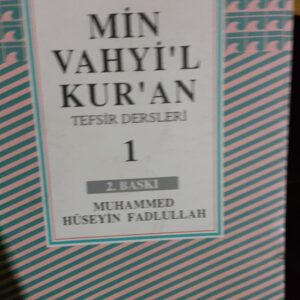 MİN
VAHYİ'L
KUR'AN
TEFSİR DERSLERİ
1
2. BASKI
MUHAMMED
HÜSEYİN FADLULLAH